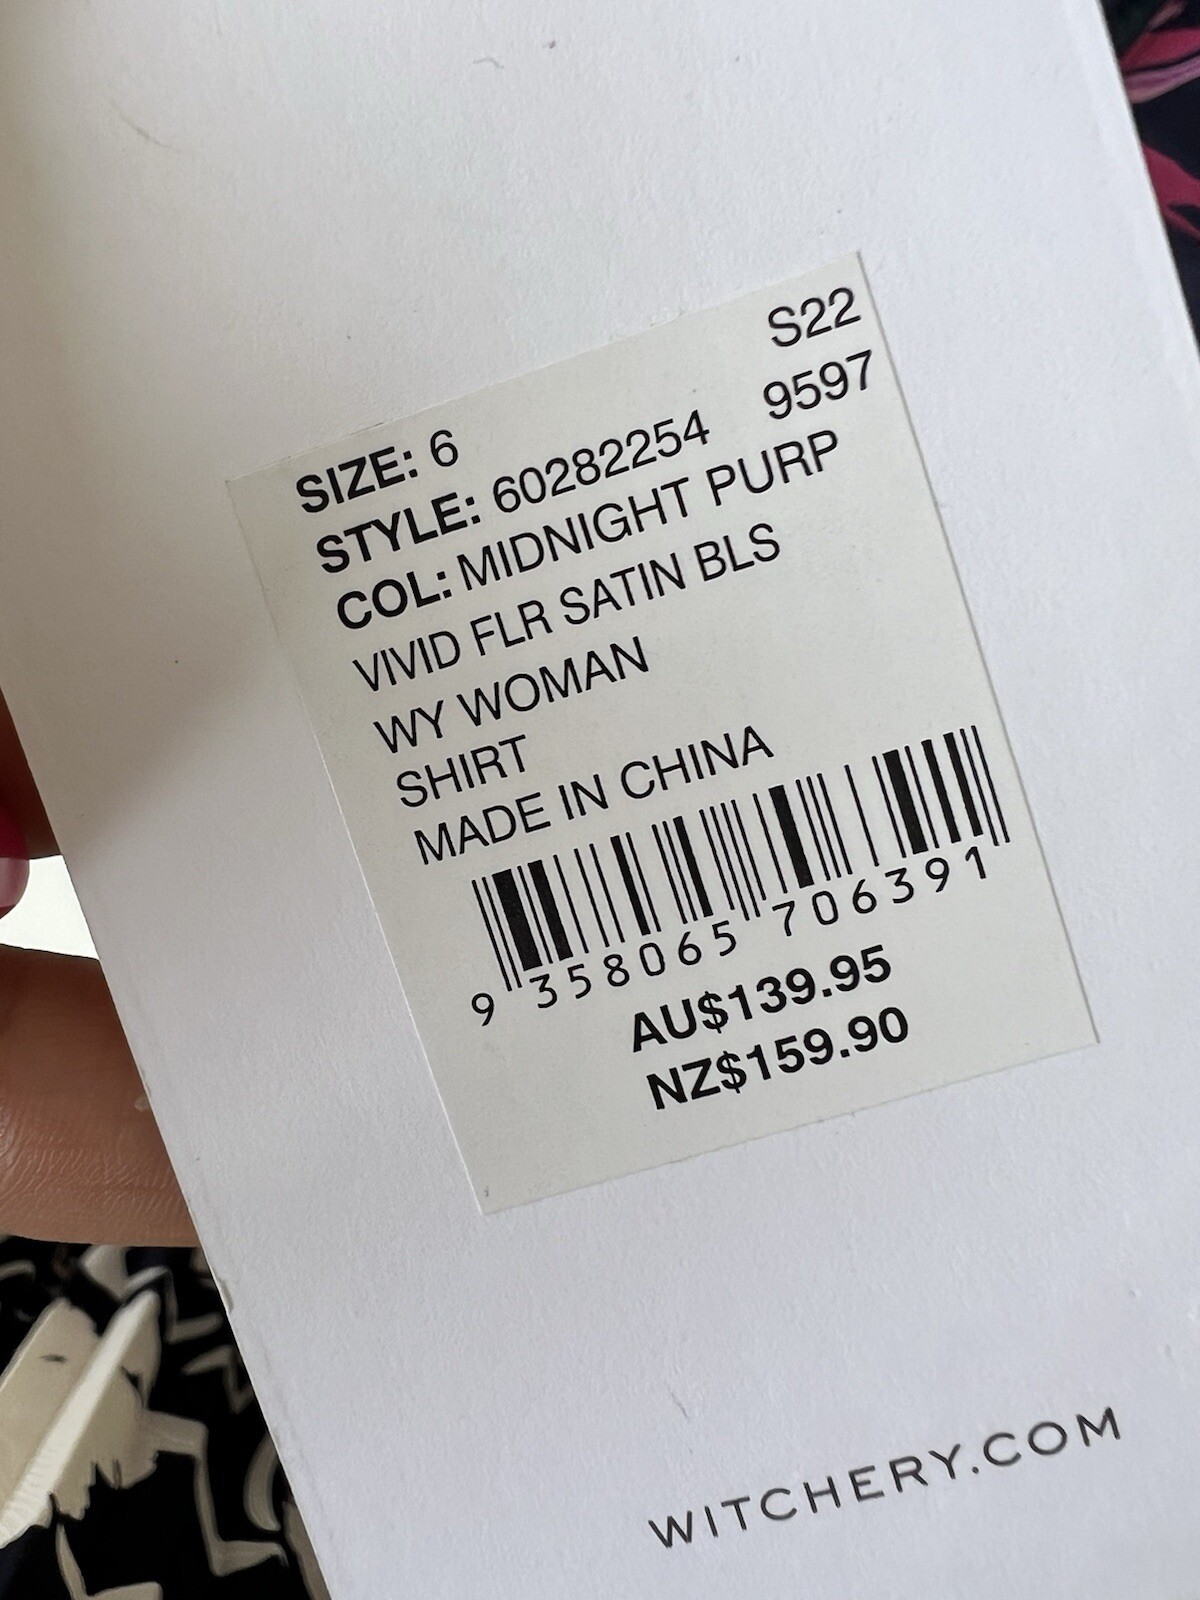 S22
SIZE: 6 9597
STYLE: 60282254
COL: MIDNIGHT PURP
VIVID FLR SATIN BLS
WY WOMAN
SHIRT
MADE IN CHINA
9 358065 706391
AU$139.95
NZ$159.90
WITCHERY.COM